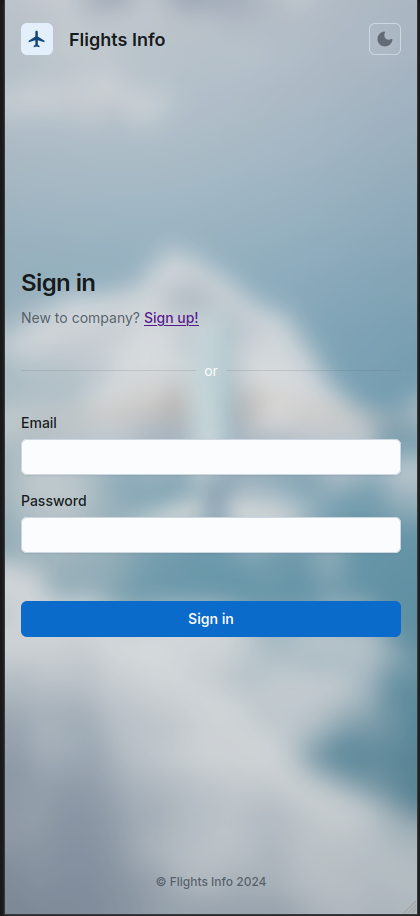 Flights Info
Sign in
New to company? Sign up!
or
Email
Password
Sign in
© Flights Info 2024